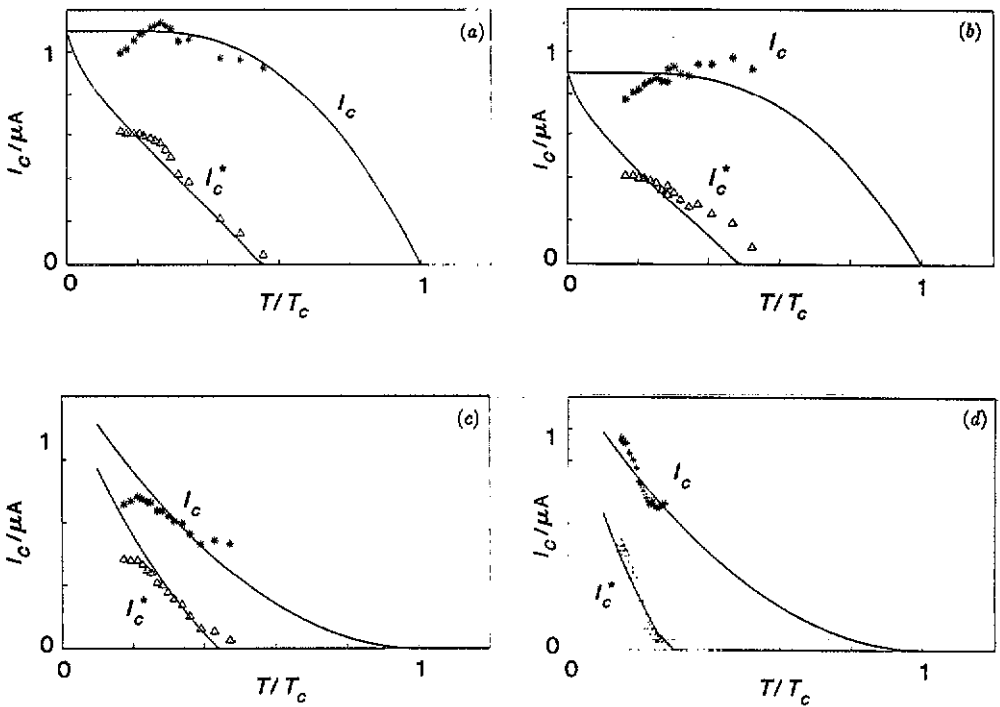 (a)
I_c/μA
1
I_c
I_c*
0
0
1
T/T_c
(b)
I_c/μA
1
I_c
I_c*
0
0
1
T/T_c
(c)
I_c/μA
1
I_c
I_c*
0
0
1
T/T_c
(d)
I_c/μA
1
I_c
I_c*
0
0
1
T/T_c